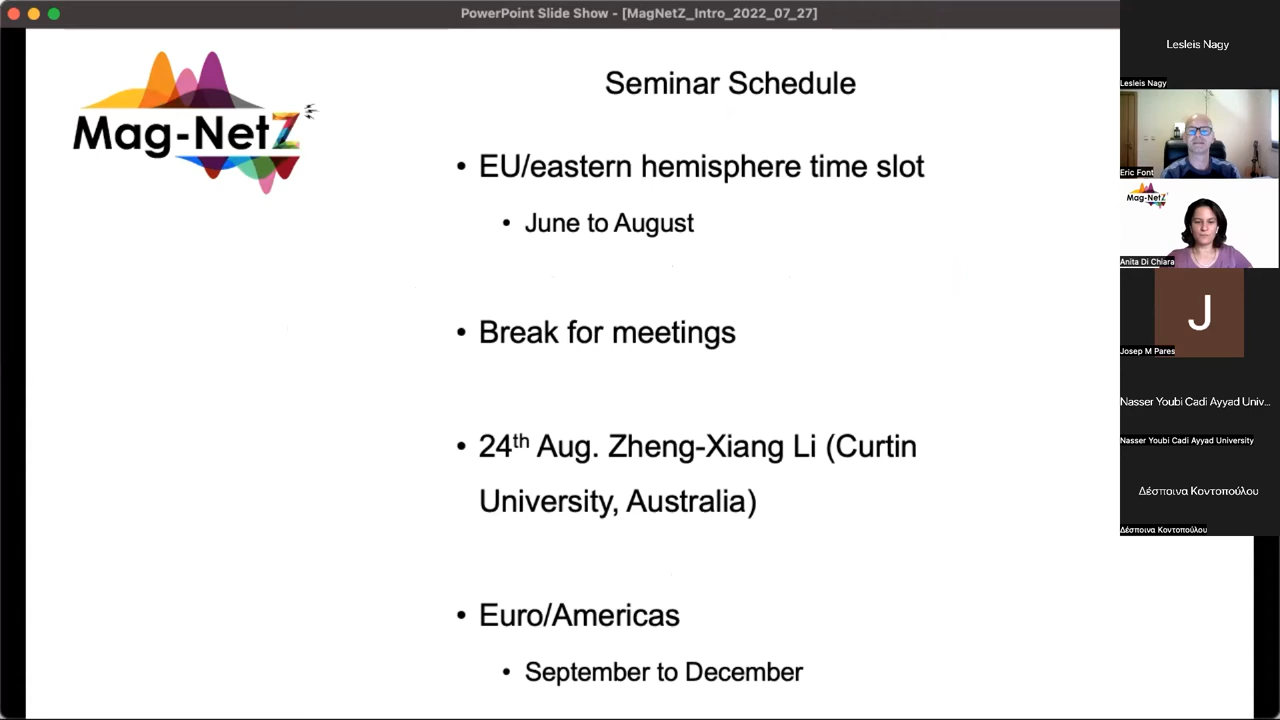 PowerPoint Slide Show - [MagNetZ_Intro_2022_07_27]
Mag-NetZ
Seminar Schedule
• EU/eastern hemisphere time slot
• June to August
• Break for meetings
• 24th Aug. Zheng-Xiang Li (Curtin
University, Australia)
• Euro/Americas
• September to December
Lesleis Nagy
Lesleis Nagy
Eric Font
Mag-NetZ
Anita Di Chiara
J
Josep M Pares
Nasser Youbi Cadi Ayyad Univ...
Nasser Youbi Cadi Ayyad University
Δέσποινα Κοντοπούλου
Δέσποινα Κοντοπούλου